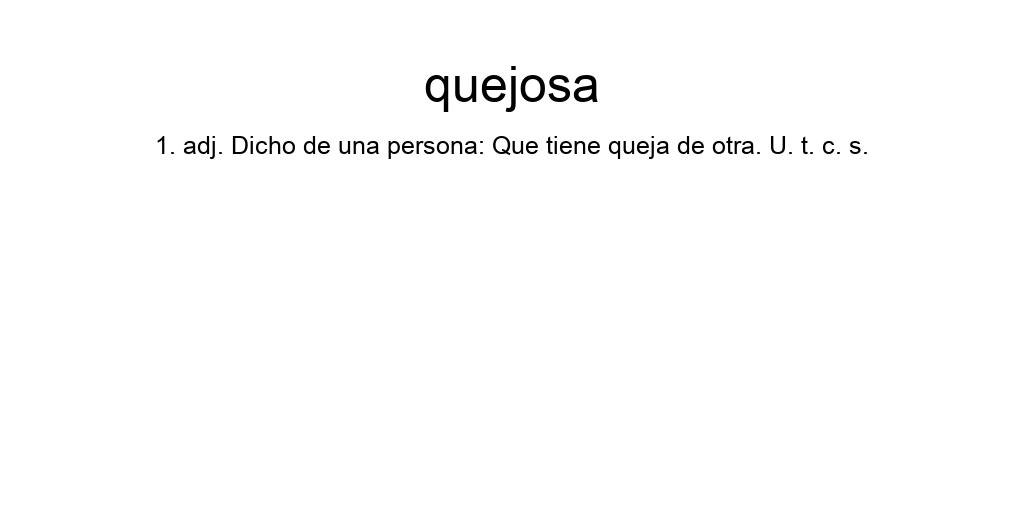 quejosa
1. adj. Dicho de una persona: Que tiene queja de otra. U. t. c. s.